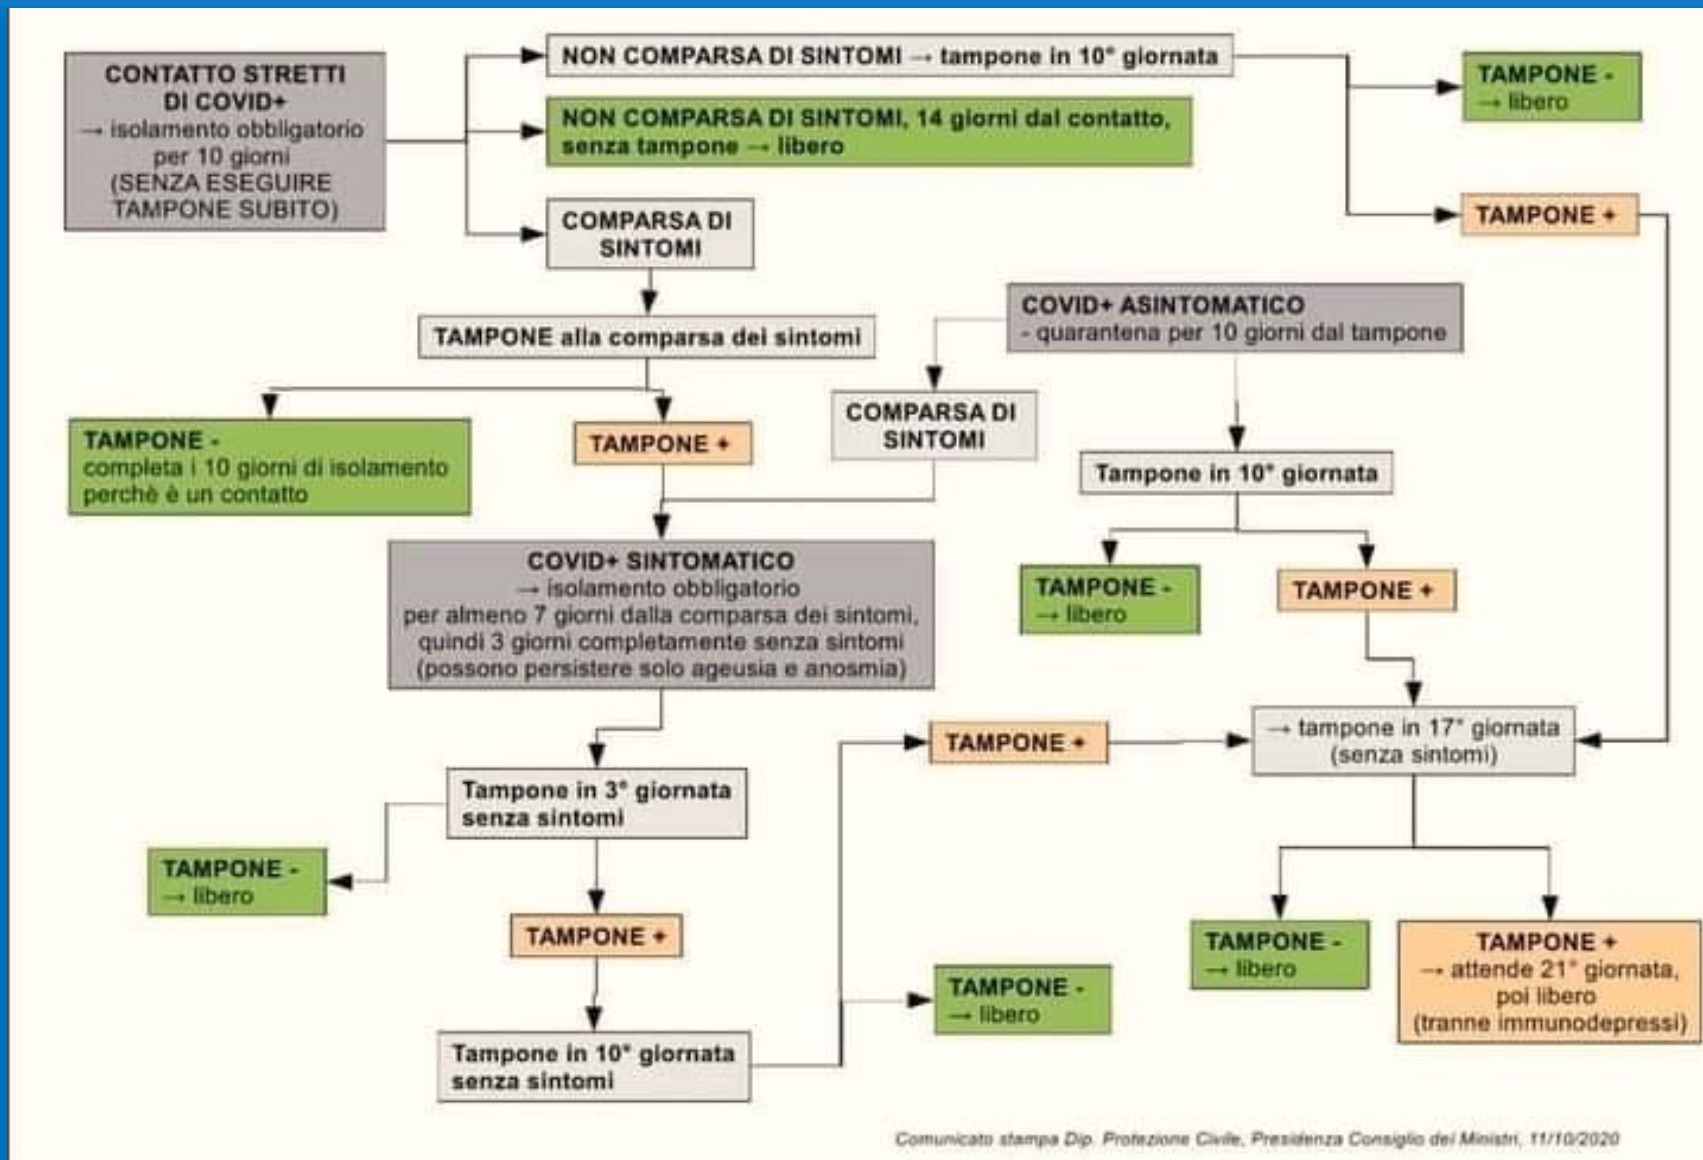 CONTATTO STRETTI
DI COVID+
→ isolamento obbligatorio
per 10 giorni
(SENZA ESEGUIRE
TAMPONE SUBITO)
NON COMPARSA DI SINTOMI → tampone in 10° giornata
NON COMPARSA DI SINTOMI, 14 giorni dal contatto,
senza tampone → libero
COMPARSA DI
SINTOMI
TAMPONE -
→ libero
TAMPONE +
TAMPONE alla comparsa dei sintomi
COVID+ ASINTOMATICO
- quarantena per 10 giorni dal tampone
TAMPONE -
completa i 10 giorni di isolamento
perchè è un contatto
TAMPONE +
COMPARSA DI
SINTOMI
Tampone in 10° giornata
COVID+ SINTOMATICO
→ isolamento obbligatorio
per almeno 7 giorni dalla comparsa dei sintomi,
quindi 3 giorni completamente senza sintomi
(possono persistere solo ageusia e anosmia)
TAMPONE -
→ libero
TAMPONE +
TAMPONE +
→ tampone in 17° giornata
(senza sintomi)
Tampone in 3° giornata
senza sintomi
TAMPONE -
→ libero
TAMPONE +
Tampone in 10° giornata
senza sintomi
TAMPONE -
→ libero
TAMPONE -
→ libero
TAMPONE +
→ attende 21° giornata,
poi libero
(tranne immunodepressi)
Comunicato stampa Dip. Protezione Civile, Presidenza Consiglio dei Ministri, 11/10/2020